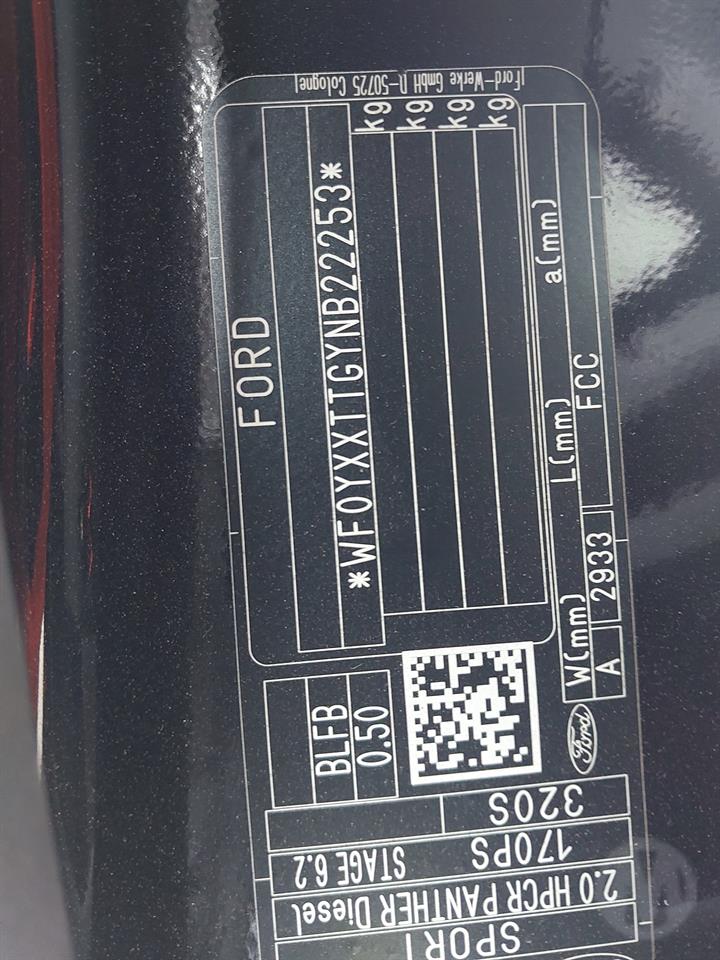 |Ford-Werke GmbH D-50725 Cologne|
FORD
*WF0YXXTTGYNB22253*
kg
kg
kg
kg
W(mm) L(mm) a(mm)
A 2933 FCC
BLFB
0.50
Ford
320S
170PS STAGE 6.2
2.0 HPCR PANTHER Diesel
SPORT